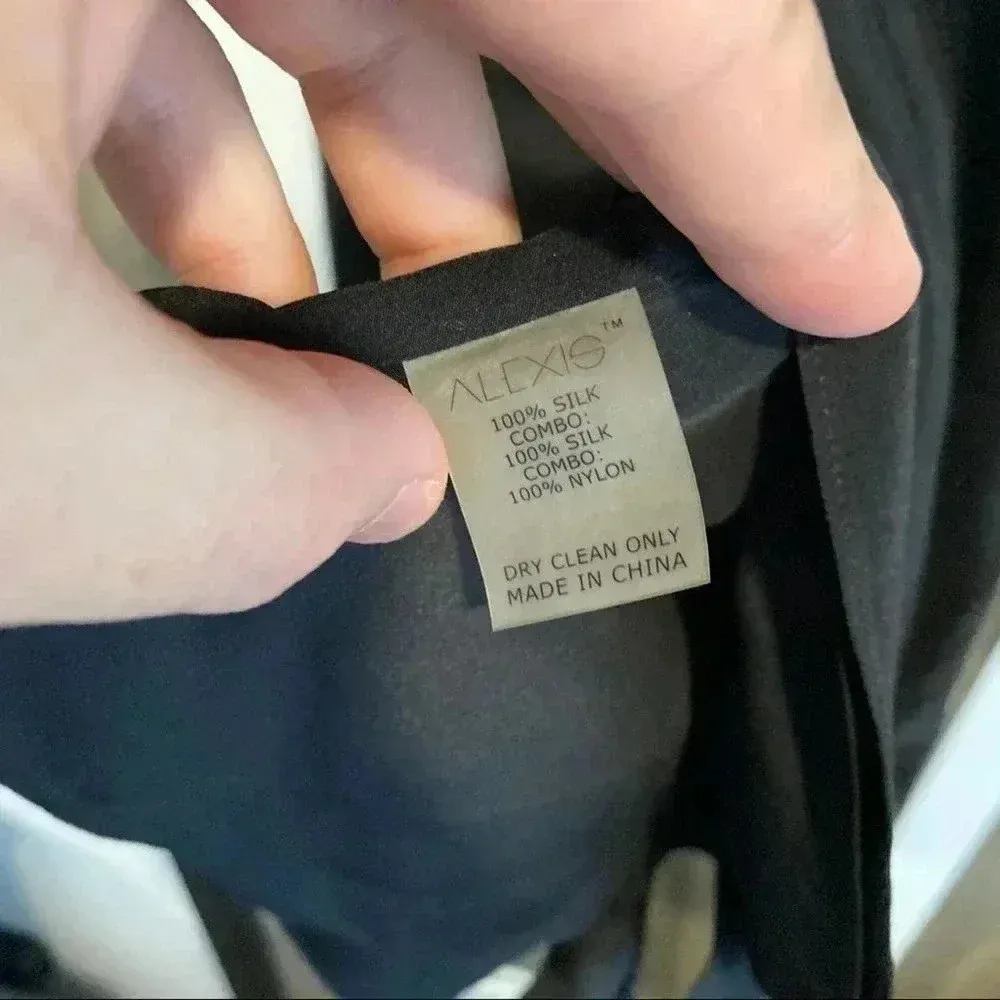 ALEXIS™
100% SILK
COMBO:
100% SILK
COMBO:
100% NYLON
DRY CLEAN ONLY
MADE IN CHINA